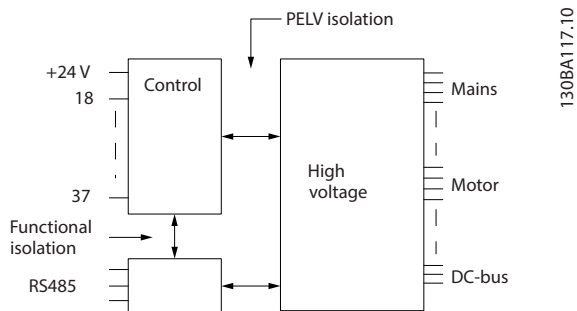 PELV isolation
130BA117.10
+24 V
18
37
Control
High
voltage
Mains
Motor
DC-bus
Functional
isolation
RS485